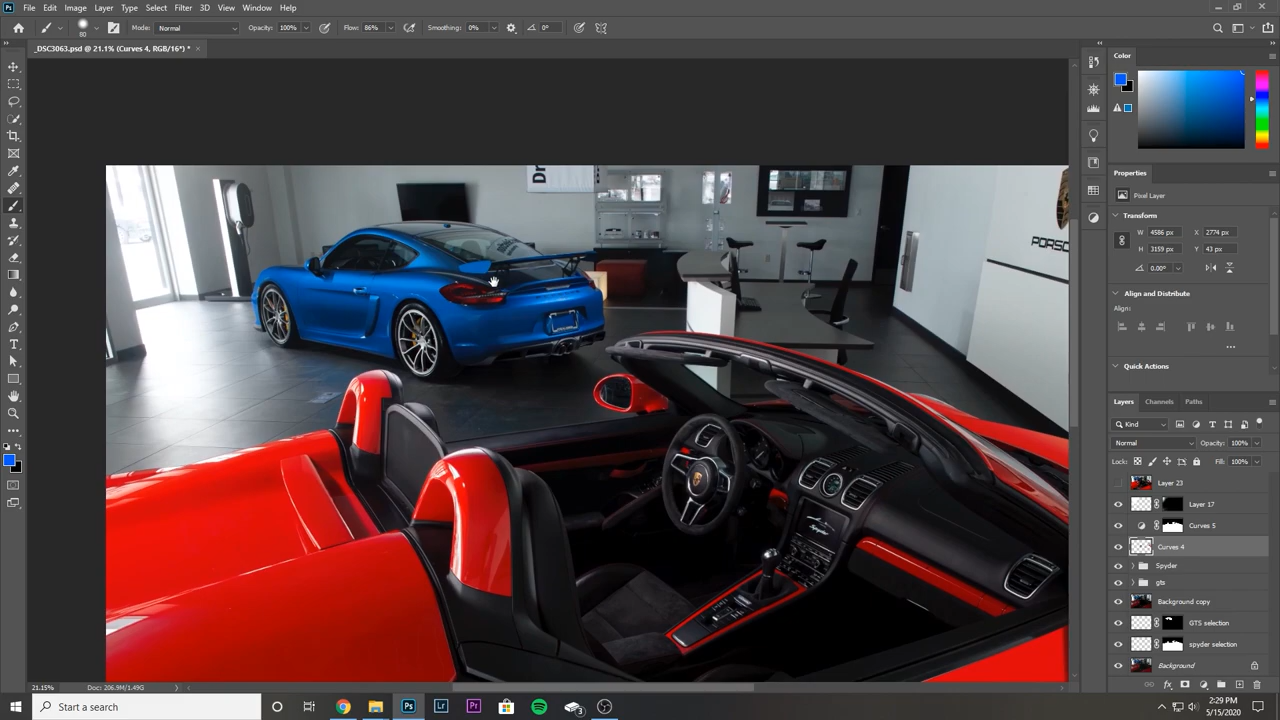 File Edit Image Layer Type Select Filter 3D View Window Help
80 Mode: Normal Opacity: 100% Flow: 86% Smoothing: 0% 0°
_DSC3063.psd @ 21.1% (Curves 4, RGB/16*) *
Color
Properties
Pixel Layer
Transform
W 4586 px X 2774 px
H 3159 px Y 43 px
0.00°
Align and Distribute
Align:
Quick Actions
Layers Channels Paths
Kind
Normal Opacity: 100%
Lock: Fill: 100%
Layer 23
Layer 17
Curves 5
Curves 4
Spyder
gts
Background copy
GTS selection
spyder selection
Background
Dr
PORSC
21.15% Doc: 206.9M/1.49G
Start a search
2:29 PM
5/15/2020